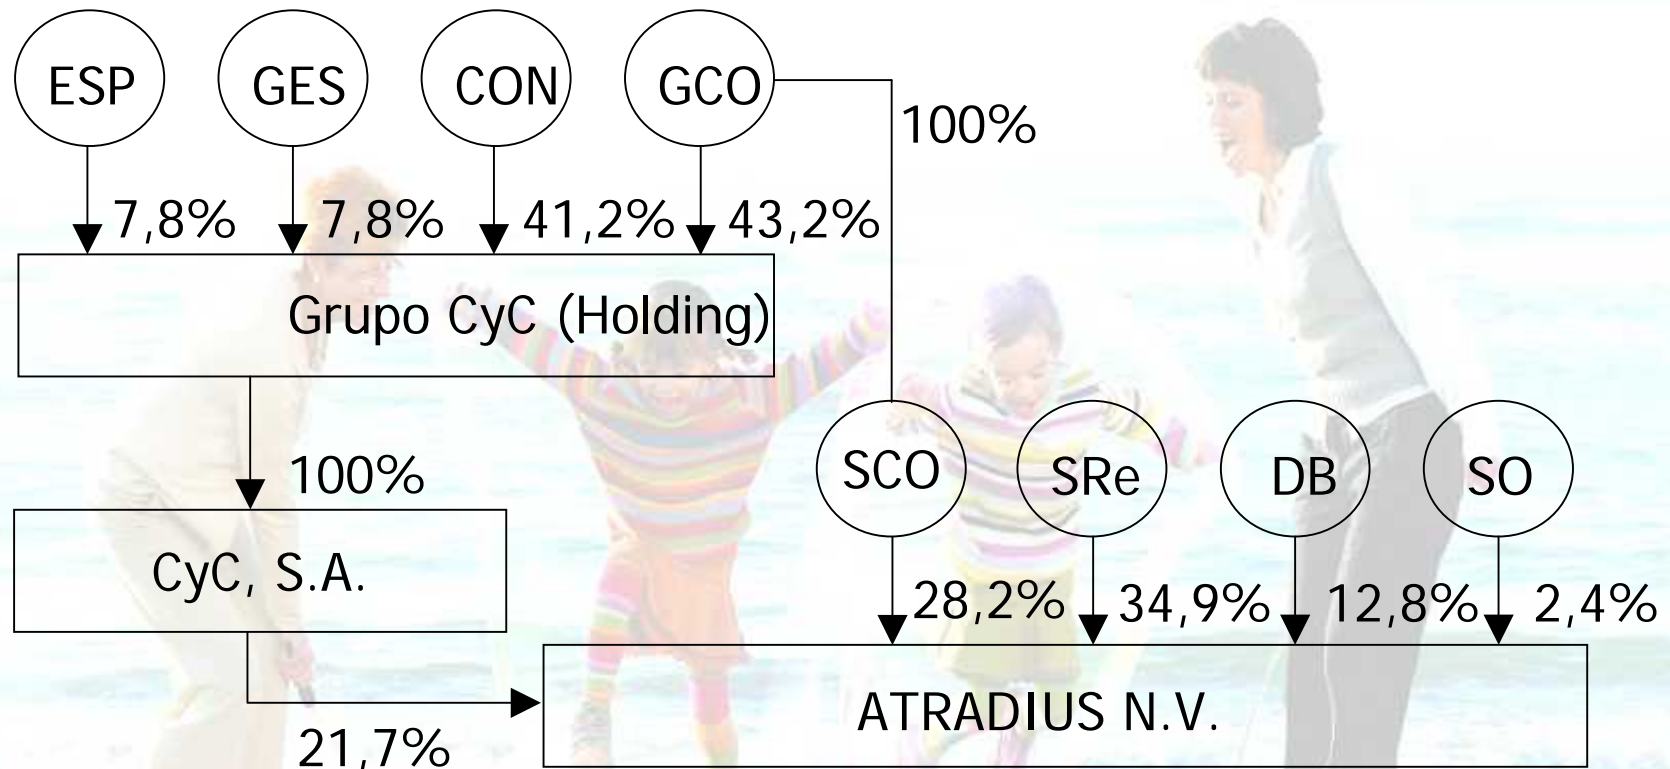 ESP GES CON GCO
100%
7,8% 7,8% 41,2% 43,2%
Grupo CyC (Holding)
SCO SRe DB SO
100%
CyC, S.A.
28,2% 34,9% 12,8% 2,4%
ATRADIUS N.V.
21,7%